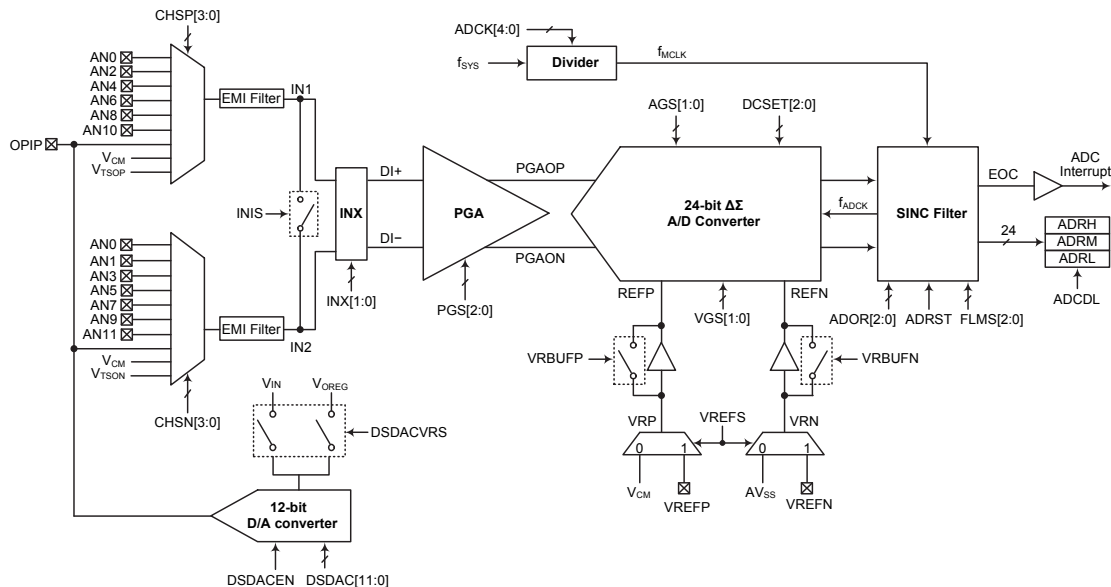 CHSP[3:0]
AN0
AN2
AN4
AN6
AN8
AN10
OPIP
VCM
VTSOP
EMI Filter
IN1
ADCK[4:0]
fSYS
Divider
fMCLK
AGS[1:0]
DCSET[2:0]
INIS
INX
INX[1:0]
DI+
DI−
PGA
PGS[2:0]
PGAOP
PGAON
24-bit ΔΣ
A/D Converter
fADCK
SINC Filter
EOC
ADC
Interrupt
24
ADRH
ADRM
ADRL
ADCDL
ADOR[2:0]
ADRST
FLMS[2:0]
REFP
VGS[1:0]
REFN
AN0
AN1
AN3
AN5
AN7
AN9
AN11
VCM
VTSON
EMI Filter
IN2
CHSN[3:0]
VRBUFP
VRBUFN
VRP
VREFS
VRN
0
1
0
1
VCM
VREFP
AVSS
VREFN
VIN
VOREG
DSDACVRS
12-bit
D/A converter
DSDACEN
DSDAC[11:0]